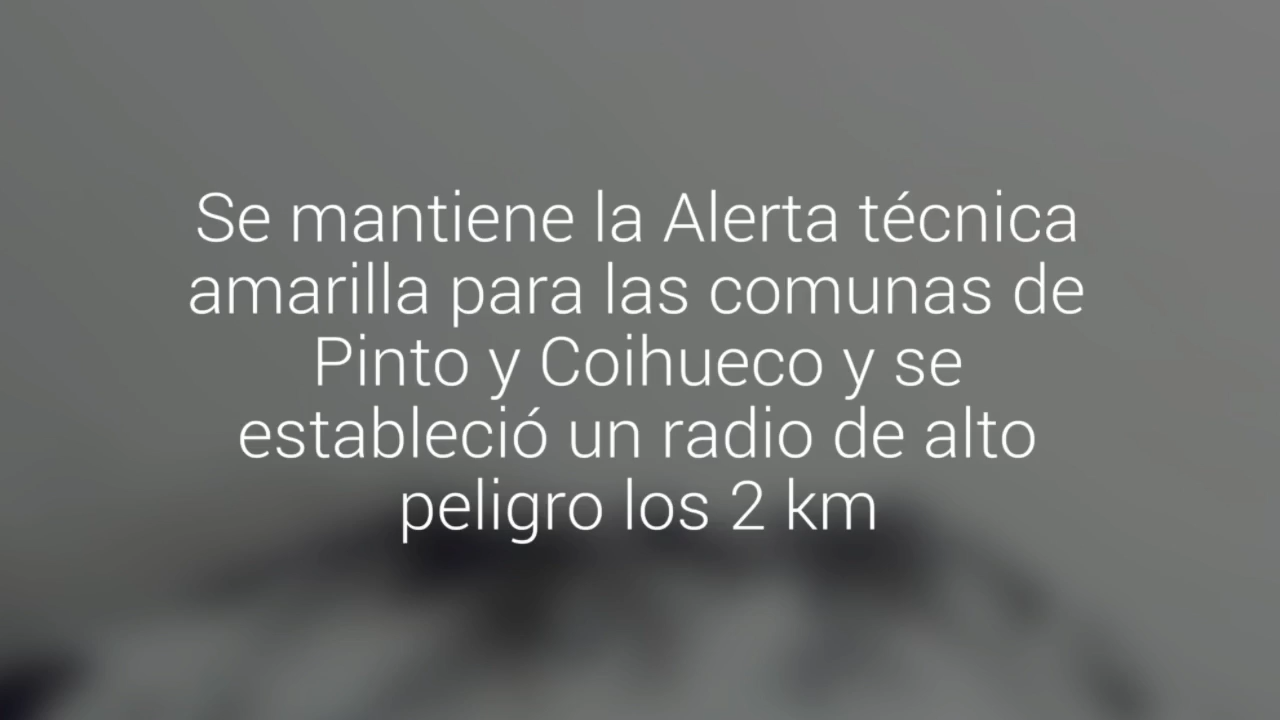 Se mantiene la Alerta técnica
amarilla para las comunas de
Pinto y Coihueco y se
estableció un radio de alto
peligro los 2 km